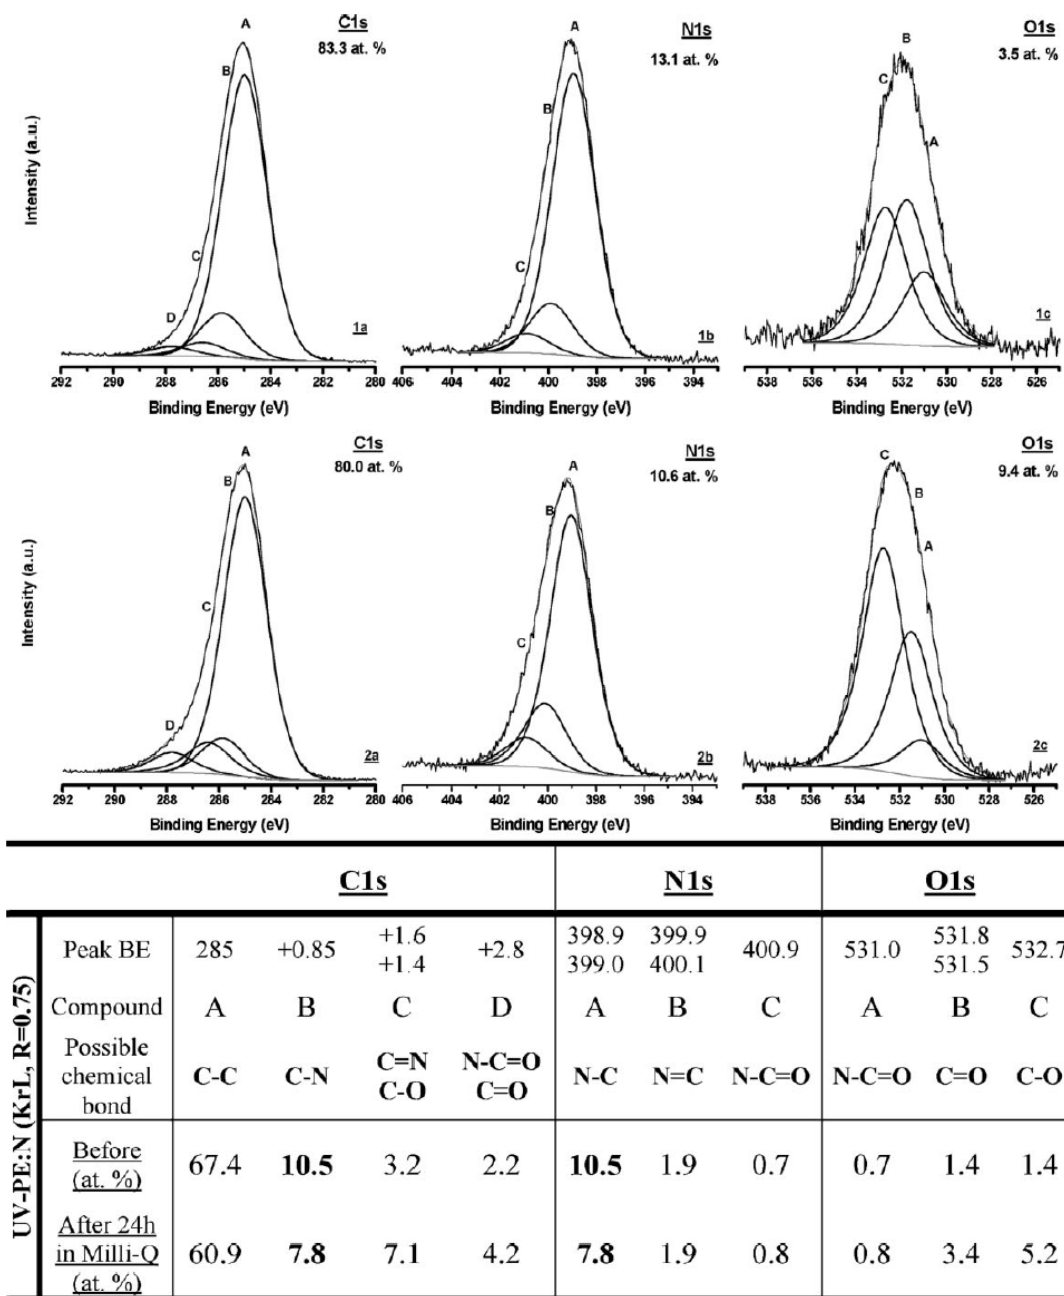 C1s
83.3 at. %
A
B
C
D
1a
Intensity (a.u.)
292 290 288 286 284 282 280
Binding Energy (eV)
N1s
13.1 at. %
A
B
C
1b
406 404 402 400 398 396 394
Binding Energy (eV)
O1s
3.5 at. %
B
C
A
1c
538 536 534 532 530 528 526
Binding Energy (eV)
C1s
80.0 at. %
A
B
C
D
2a
Intensity (a.u.)
292 290 288 286 284 282 280
Binding Energy (eV)
N1s
10.6 at. %
A
B
C
2b
406 404 402 400 398 396 394
Binding Energy (eV)
O1s
9.4 at. %
C
B
A
2c
538 536 534 532 530 528 526
Binding Energy (eV)
C1s N1s O1s
UV-PE:N (KrL, R=0.75)
Peak BE 285 +0.85 +1.6 +1.4 +2.8 398.9 399.0 399.9 400.1 400.9 531.0 531.8 531.5 532.7
Compound A B C D A B C A B C
Possible chemical bond C-C C-N C=N C-O N-C=O C=O N-C N=C N-C=O N-C=O C=O C-O
Before (at. %) 67.4 10.5 3.2 2.2 10.5 1.9 0.7 0.7 1.4 1.4
After 24h in Milli-Q (at. %) 60.9 7.8 7.1 4.2 7.8 1.9 0.8 0.8 3.4 5.2